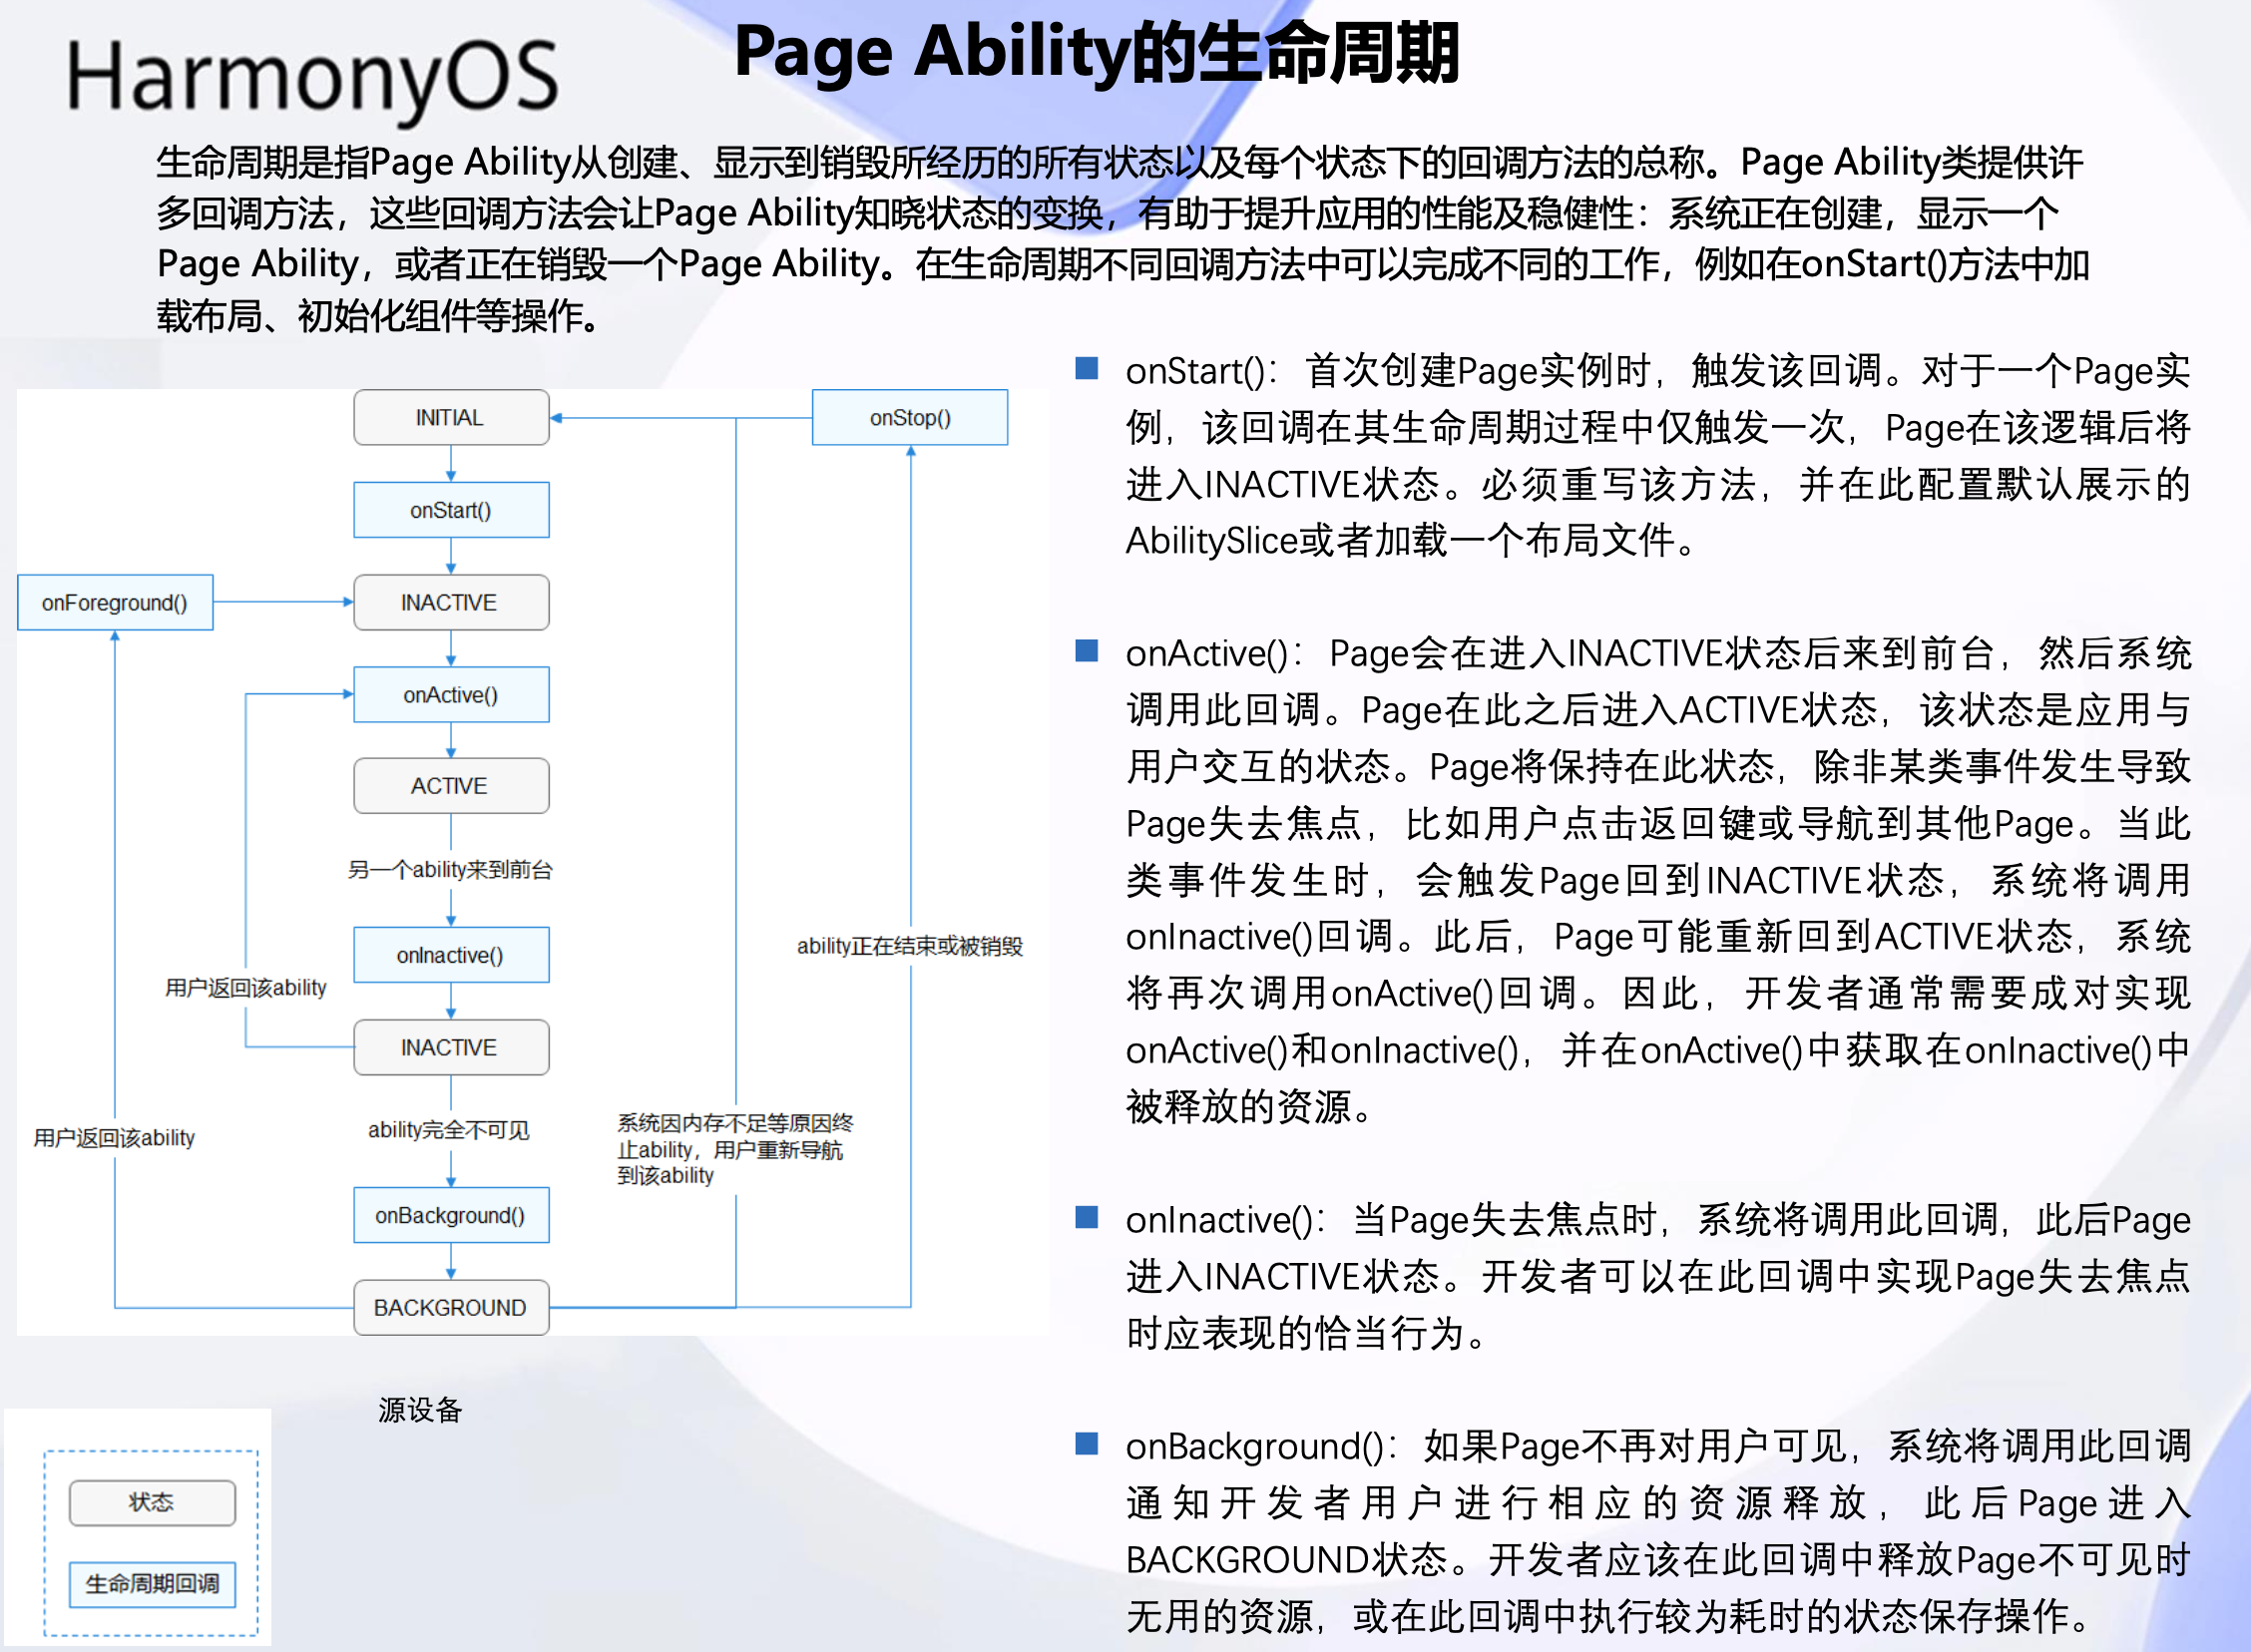 HarmonyOS
Page Ability的生命周期
生命周期是指Page Ability从创建、显示到销毁所经历的所有状态以及每个状态下的回调方法的总称。Page Ability类提供许
多回调方法，这些回调方法会让Page Ability知晓状态的变换，有助于提升应用的性能及稳健性：系统正在创建，显示一个
Page Ability，或者正在销毁一个Page Ability。在生命周期不同回调方法中可以完成不同的工作，例如在onStart()方法中加
载布局、初始化组件等操作。
INITIAL
onStop()
onStart()
onForeground()
INACTIVE
onActive()
ACTIVE
另一个ability来到前台
onInactive()
ability正在结束或被销毁
用户返回该ability
INACTIVE
用户返回该ability
ability完全不可见
系统因内存不足等原因终
止ability，用户重新导航
到该ability
onBackground()
BACKGROUND
源设备
状态
生命周期回调
onStart()：首次创建Page实例时，触发该回调。对于一个Page实
例，该回调在其生命周期过程中仅触发一次，Page在该逻辑后将
进入INACTIVE状态。必须重写该方法，并在此配置默认展示的
AbilitySlice或者加载一个布局文件。
onActive()：Page会在进入INACTIVE状态后来到前台，然后系统
调用此回调。Page在此之后进入ACTIVE状态，该状态是应用与
用户交互的状态。Page将保持在此状态，除非某类事件发生导致
Page失去焦点，比如用户点击返回键或导航到其他Page。当此
类事件发生时，会触发Page回到INACTIVE状态，系统将调用
onInactive()回调。此后，Page可能重新回到ACTIVE状态，系统
将再次调用onActive()回调。因此，开发者通常需要成对实现
onActive()和onInactive()，并在onActive()中获取在onInactive()中
被释放的资源。
onInactive()：当Page失去焦点时，系统将调用此回调，此后Page
进入INACTIVE状态。开发者可以在此回调中实现Page失去焦点
时应表现的恰当行为。
onBackground()：如果Page不再对用户可见，系统将调用此回调
通知开发者用户进行相应的资源释放，此后Page进入
BACKGROUND状态。开发者应该在此回调中释放Page不可见时
无用的资源，或在此回调中执行较为耗时的状态保存操作。